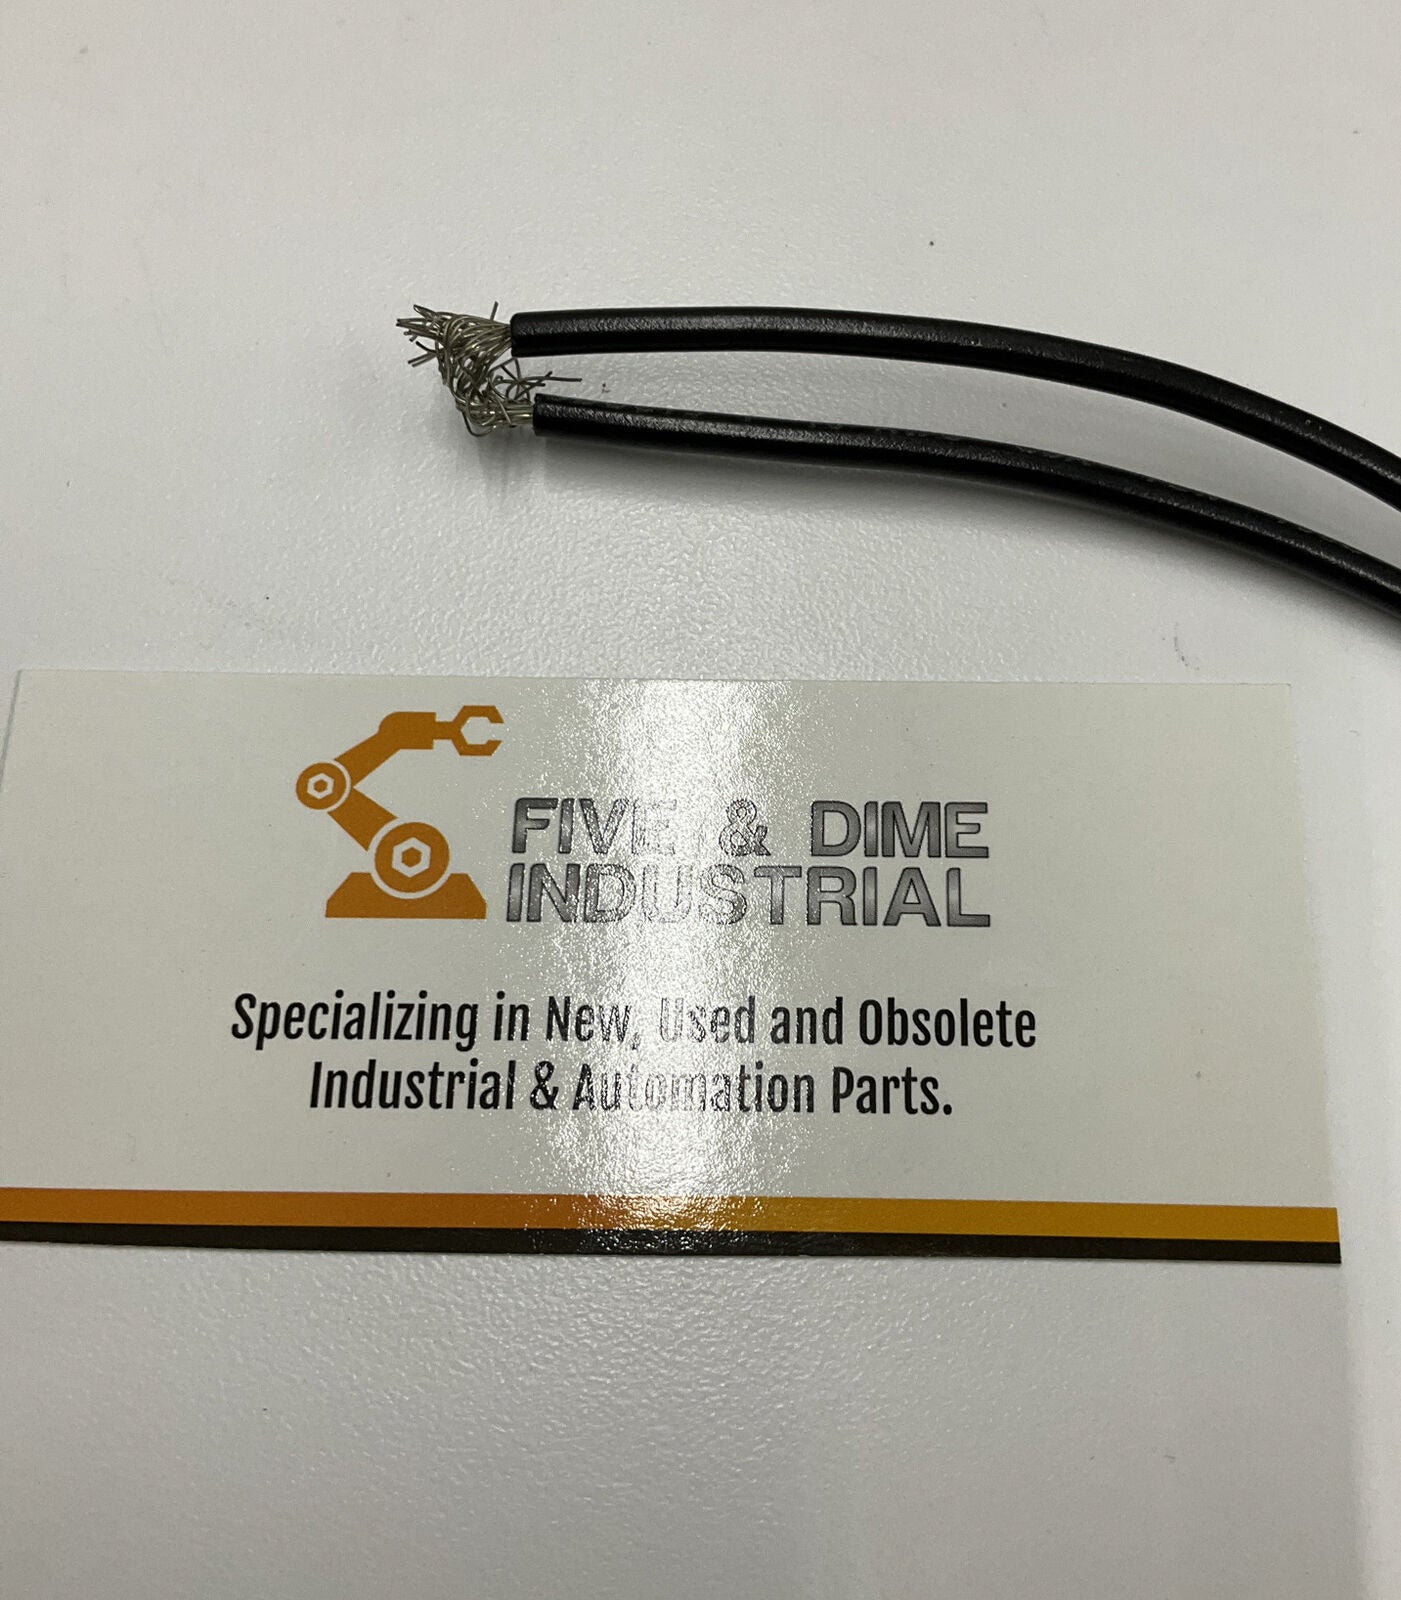 FIVE & DIME
INDUSTRIAL
Specializing in New, Used and Obsolete
Industrial & Automation Parts.